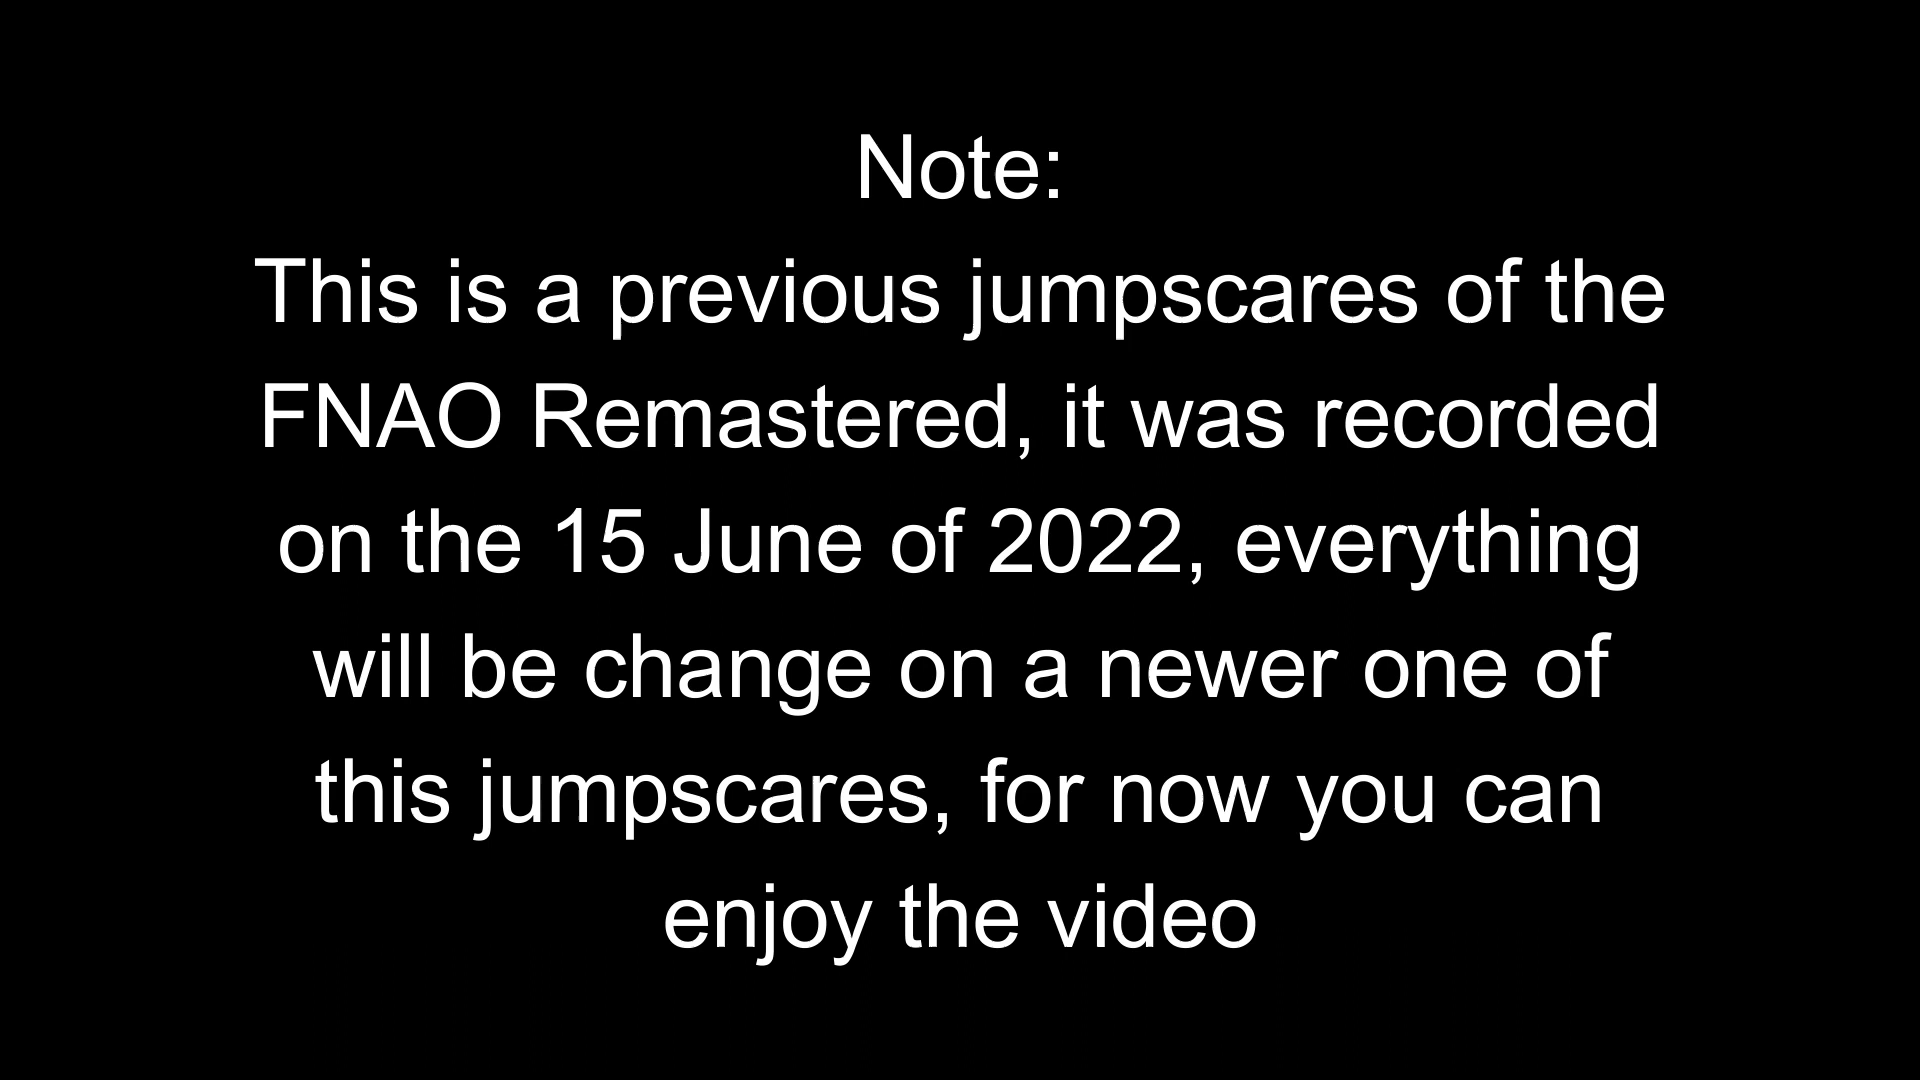 Note:
This is a previous jumpscares of the
FNAO Remastered, it was recorded
on the 15 June of 2022, everything
will be change on a newer one of
this jumpscares, for now you can
enjoy the video